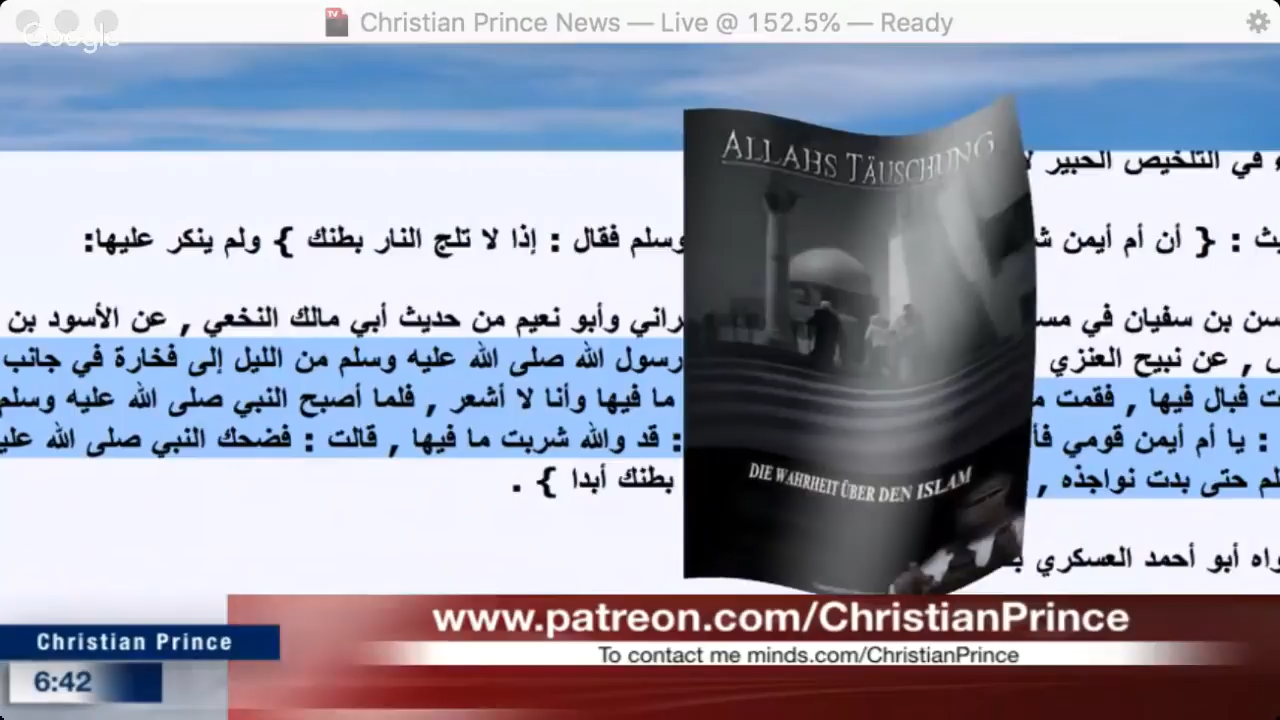 Christian Prince News — Live @ 152.5% — Ready
Google
ء في التلخيص الحبير لا
يث : { أن أم أيمن وسلم فقال : إذا لا تلج النار بطنك } ولم ينكر عليها:
سن بن سفيان في راني وأبو نعيم من حديث أبي مالك النخعي , عن الأسود بن
, عن نبيح العنزي رسول الله صلى الله عليه وسلم من الليل إلى فخارة في جانب
ت فبال فيها , فقمت ما فيها وأنا لا أشعر , فلما أصبح النبي صلى الله عليه وسلم
: يا أم أيمن قومي : قد والله شربت ما فيها , قالت : فضحك النبي صلى الله
لم حتى بدت نواجذه , بطنك أبدا } .
واه أبو أحمد العسكري
ALLAHS TÄUSCHUNG
DIE WAHRHEIT ÜBER DEN ISLAM
www.patreon.com/ChristianPrince
To contact me minds.com/ChristianPrince
Christian Prince
6:42